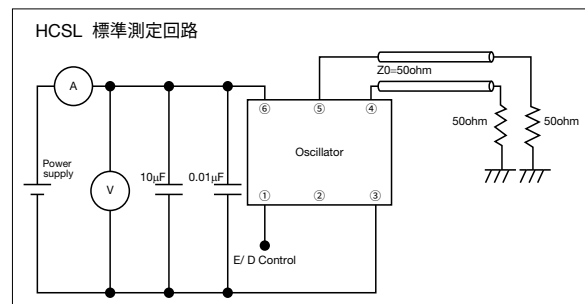 HCSL 標準測定回路
A
Z0=50ohm
⑥ ⑤ ④
50ohm 50ohm
Oscillator
Power
supply
V
10μF 0.01μF
① ② ③
E/ D Control